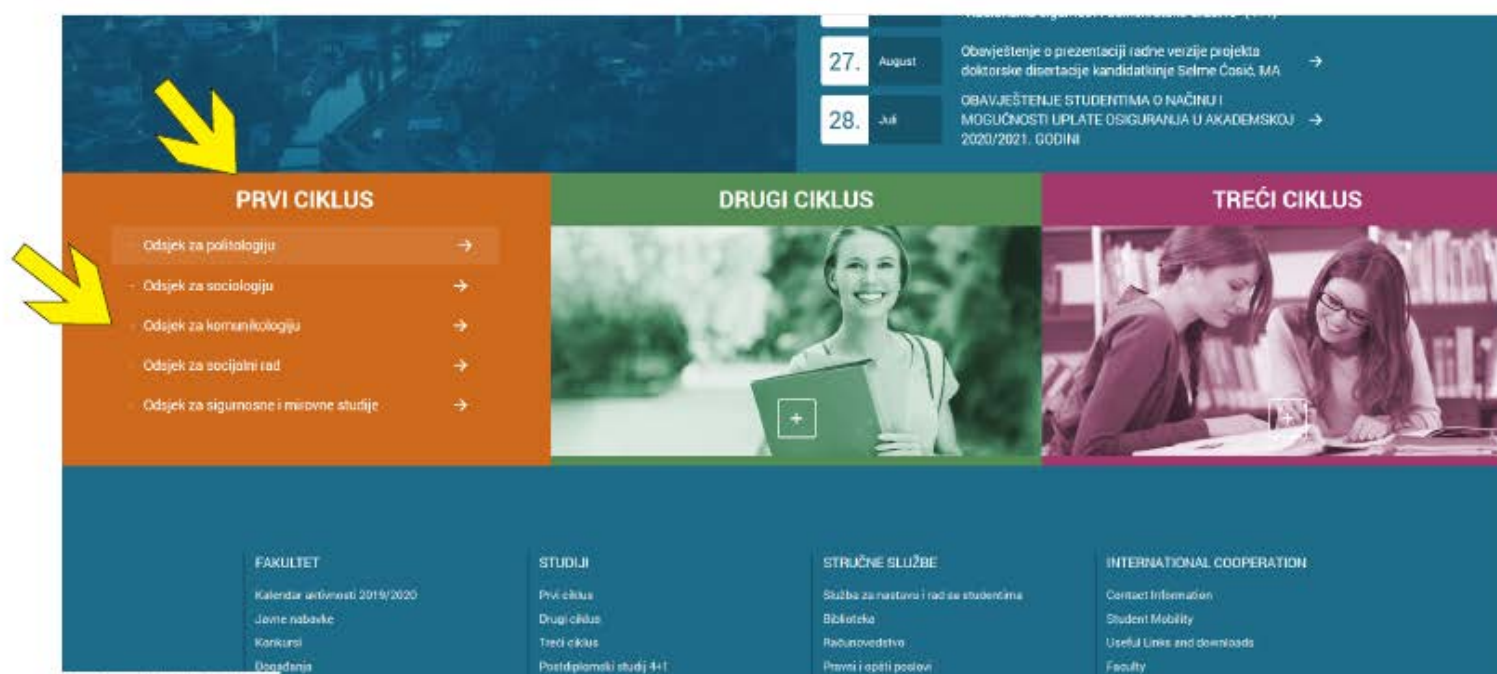 27. August
Obavještenje o prezentaciji radne verzije projekta
doktorske disertacije kandidatkinje Selme Ćosić, MA
28. Juli
OBAVJEŠTENJE STUDENTIMA O NAČINU I
MOGUĆNOSTI UPLATE OSIGURANJA U AKADEMSKOJ
2020/2021. GODINI
PRVI CIKLUS
Odsjek za politologiju
Odsjek za sociologiju
Odsjek za komunikologiju
Odsjek za socijalni rad
Odsjek za sigurnosne i mirovne studije
DRUGI CIKLUS
TREĆI CIKLUS
FAKULTET
Kalendar aktivnosti 2019/2020
Javne nabavke
Konkursi
Događanja
STUDIJI
Prvi ciklus
Drugi ciklus
Treći ciklus
Postdiplomski studij 4+1
STRUČNE SLUŽBE
Služba za nastavu i rad sa studentima
Biblioteka
Računovodstvo
Pravni i opšti poslovi
INTERNATIONAL COOPERATION
Contact Information
Student Mobility
Useful Links and downloads
Faculty